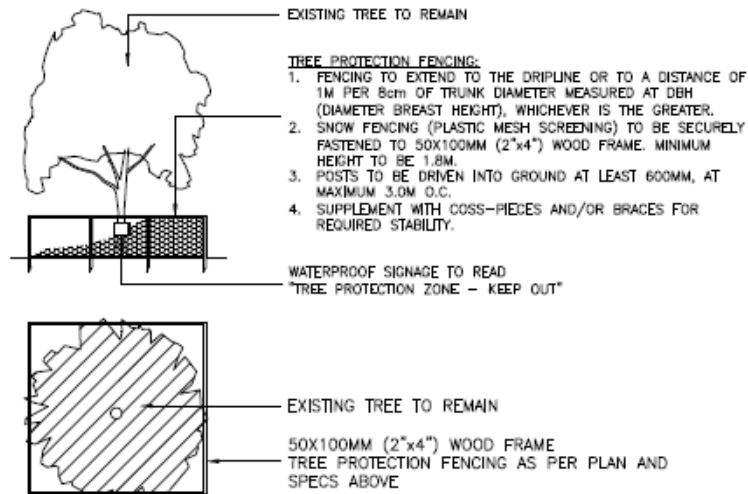 EXISTING TREE TO REMAIN
TREE PROTECTION FENCING:
1. FENCING TO EXTEND TO THE DRIPLINE OR TO A DISTANCE OF
1M PER 8cm OF TRUNK DIAMETER MEASURED AT DBH
(DIAMETER BREAST HEIGHT), WHICHEVER IS THE GREATER.
2. SNOW FENCING (PLASTIC MESH SCREENING) TO BE SECURELY
FASTENED TO 50X100MM (2"x4") WOOD FRAME. MINIMUM
HEIGHT TO BE 1.8M.
3. POSTS TO BE DRIVEN INTO GROUND AT LEAST 600MM, AT
MAXIMUM 3.0M O.C.
4. SUPPLEMENT WITH COSS-PIECES AND/OR BRACES FOR
REQUIRED STABILITY.
WATERPROOF SIGNAGE TO READ
"TREE PROTECTION ZONE - KEEP OUT"
EXISTING TREE TO REMAIN
50X100MM (2"x4") WOOD FRAME
TREE PROTECTION FENCING AS PER PLAN AND
SPECS ABOVE